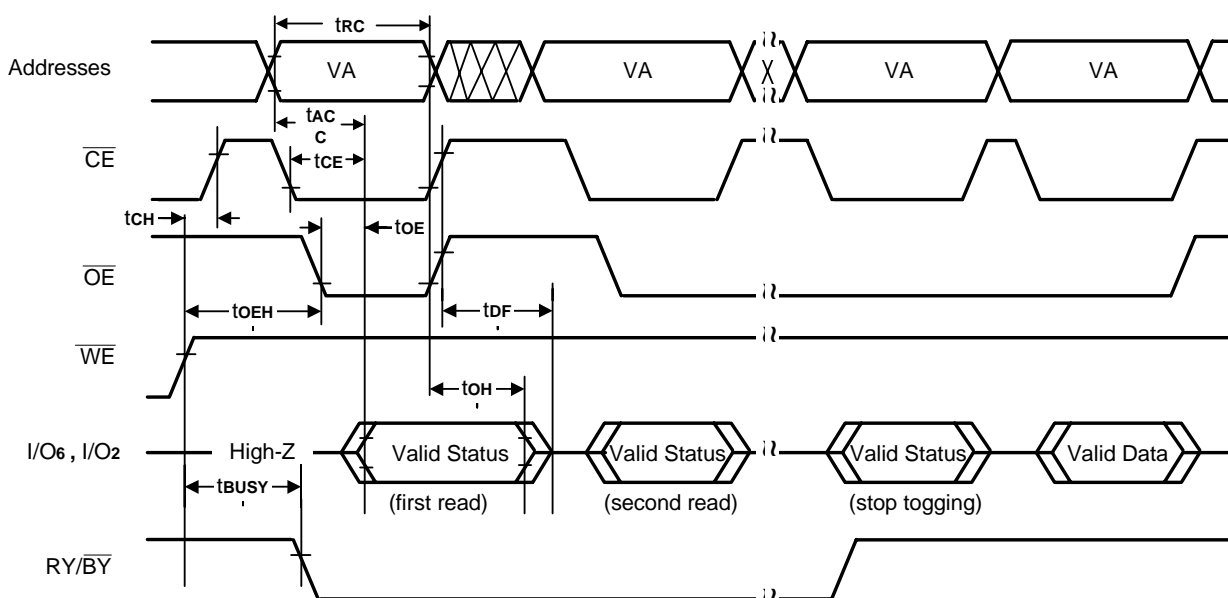 tRC
Addresses VA VA VA VA
tAC
C
CE
tCE
tCH
tOE
OE
tOEH
tDF
WE
tOH
I/O6 , I/O2 High-Z Valid Status Valid Status Valid Status Valid Data
tBUSY (first read) (second read) (stop togging)
RY/BY